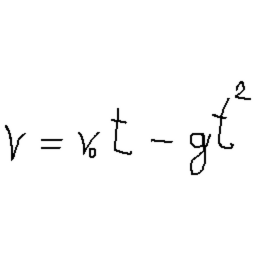 v = v₀t − gt²